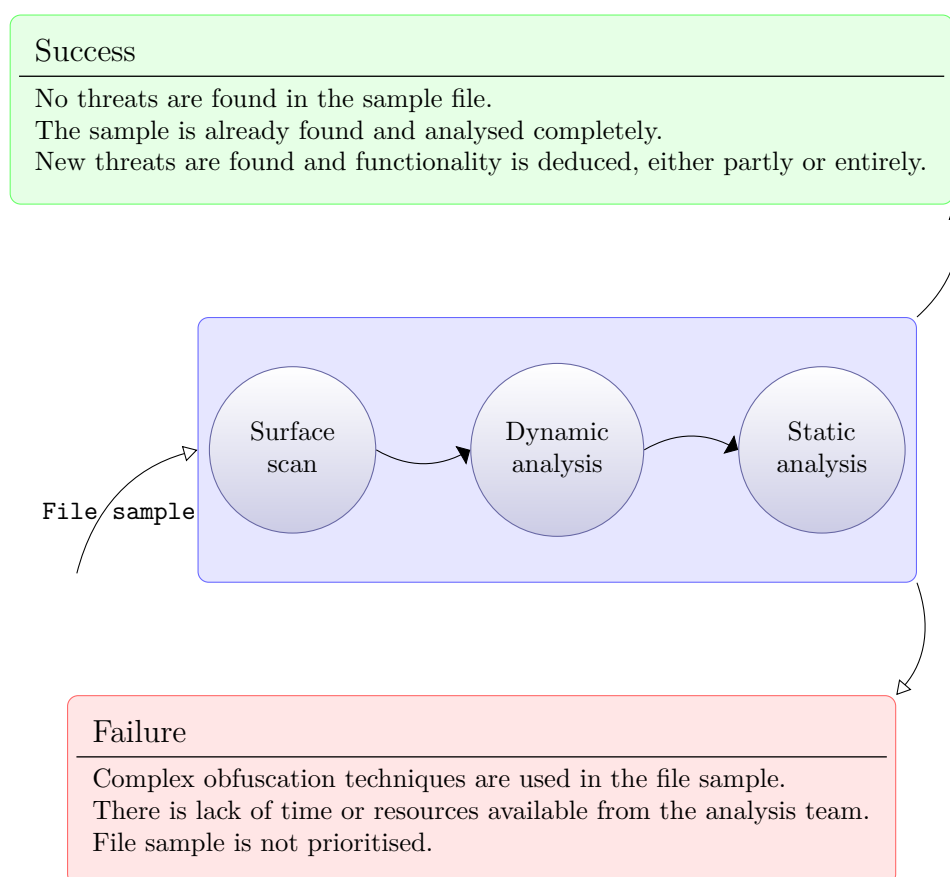 Success
No threats are found in the sample file.
The sample is already found and analysed completely.
New threats are found and functionality is deduced, either partly or entirely.
Surface
scan
Dynamic
analysis
Static
analysis
File sample
Failure
Complex obfuscation techniques are used in the file sample.
There is lack of time or resources available from the analysis team.
File sample is not prioritised.